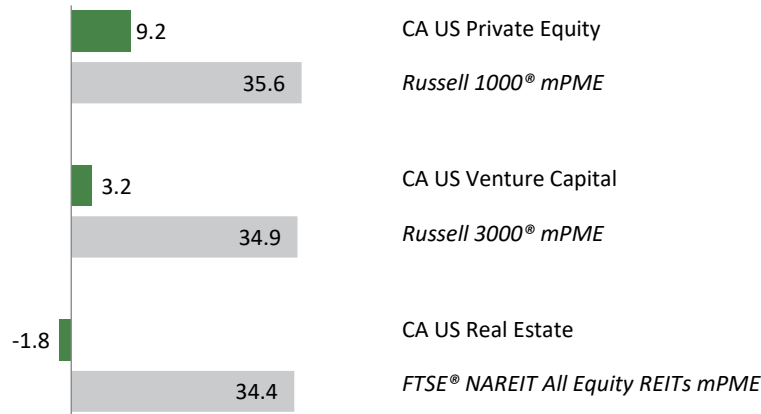 9.2 CA US Private Equity
35.6 Russell 1000® mPME
3.2 CA US Venture Capital
34.9 Russell 3000® mPME
-1.8 CA US Real Estate
34.4 FTSE® NAREIT All Equity REITs mPME